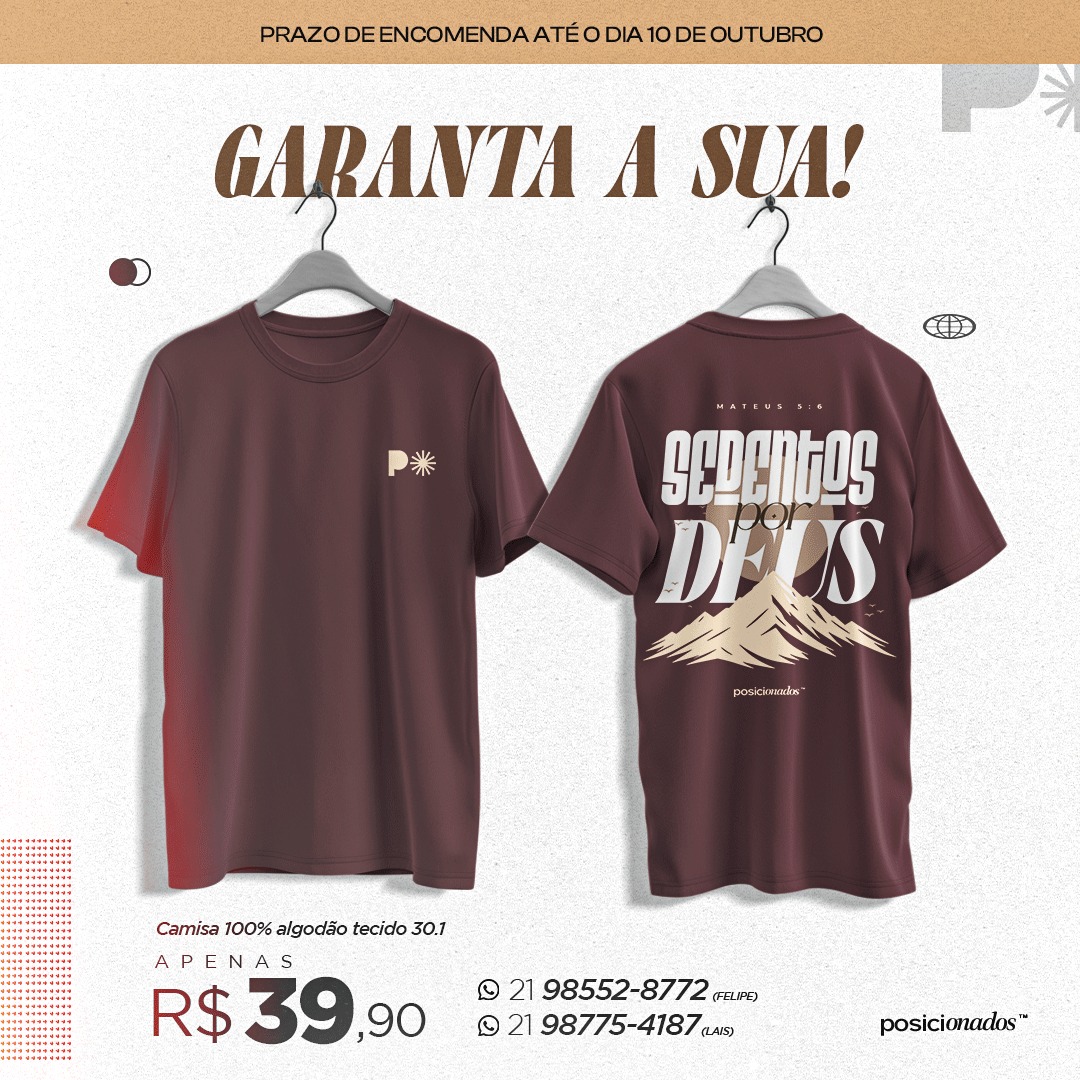 PRAZO DE ENCOMENDA ATÉ O DIA 10 DE OUTUBRO
P
GARANTA A SUA!
P
MATEUS 5:6
SEDENTOS
por
DEUS
posicionados™
Camisa 100% algodão tecido 30.1
APENAS
R$ 39,90
21 98552-8772 (FELIPE)
21 98775-4187 (LAIS)
posicionados™